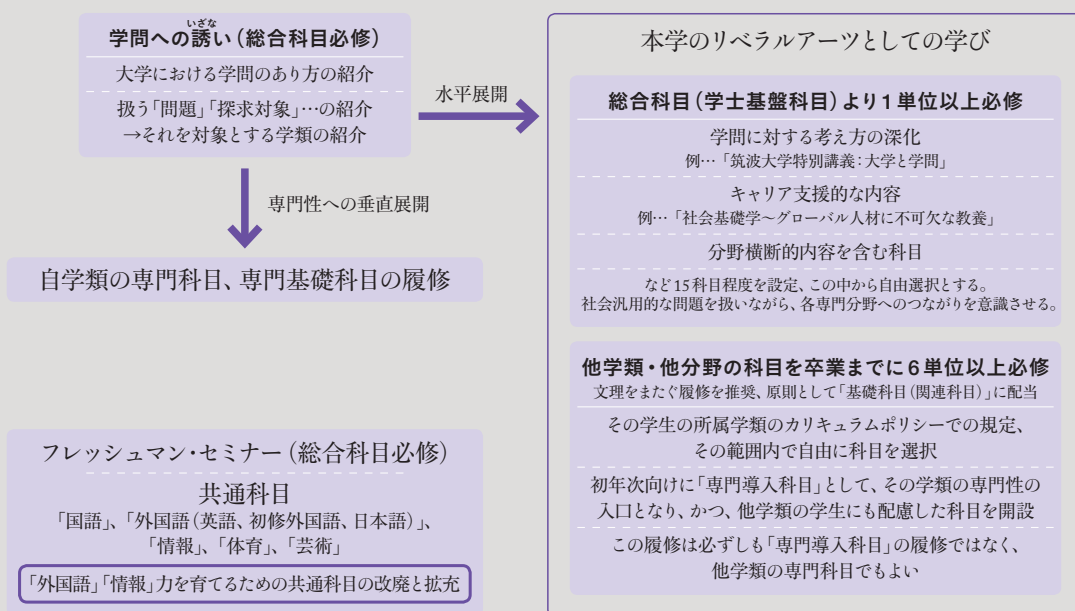 いざな
学問への誘い(総合科目必修)
大学における学問のあり方の紹介
扱う「問題」「探求対象」…の紹介
→それを対象とする学類の紹介
水平展開
専門性への垂直展開
自学類の専門科目、専門基礎科目の履修
フレッシュマン・セミナー(総合科目必修)
共通科目
「国語」、「外国語(英語、初修外国語、日本語)」、
「情報」、「体育」、「芸術」
「外国語」「情報」力を育てるための共通科目の改廃と拡充
本学のリベラルアーツとしての学び
総合科目(学士基盤科目)より1単位以上必修
学問に対する考え方の深化
例…「筑波大学特別講義:大学と学問」
キャリア支援的な内容
例…「社会基礎学~グローバル人材に不可欠な教養」
分野横断的内容を含む科目
など15科目程度を設定、この中から自由選択とする。
社会汎用的な問題を扱いながら、各専門分野へのつながりを意識させる。
他学類・他分野の科目を卒業までに6単位以上必修
文理をまたぐ履修を推奨、原則として「基礎科目(関連科目)」に配当
その学生の所属学類のカリキュラムポリシーでの規定、
その範囲内で自由に科目を選択
初年次向けに「専門導入科目」として、その学類の専門性の
入口となり、かつ、他学類の学生にも配慮した科目を開設
この履修は必ずしも「専門導入科目」の履修ではなく、
他学類の専門科目でもよい